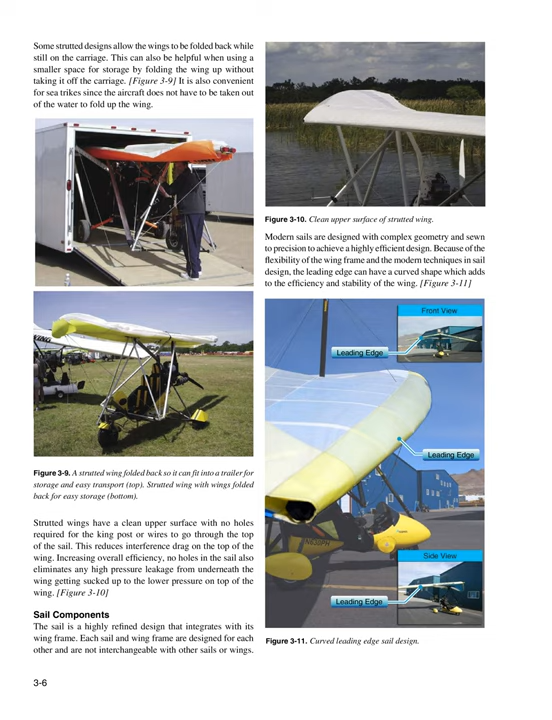 Some strutted designs allow the wings to be folded back while
still on the carriage. This can also be helpful when using a
smaller space for storage by folding the wing up without
taking it off the carriage. [Figure 3-9] It is also convenient
for sea trikes since the aircraft does not have to be taken out
of the water to fold up the wing.
Figure 3-9. A strutted wing folded back so it can fit into a trailer for
storage and easy transport (top). Strutted wing with wings folded
back for easy storage (bottom).
Strutted wings have a clean upper surface with no holes
required for the king post or wires to go through the top
of the sail. This reduces interference drag on the top of the
wing. Increasing overall efficiency, no holes in the sail also
eliminates any high pressure leakage from underneath the
wing getting sucked up to the lower pressure on top of the
wing. [Figure 3-10]
Sail Components
The sail is a highly refined design that integrates with its
wing frame. Each sail and wing frame are designed for each
other and are not interchangeable with other sails or wings.
Figure 3-10. Clean upper surface of strutted wing.
Modern sails are designed with complex geometry and sewn
to precision to achieve a highly efficient design. Because of the
flexibility of the wing frame and the modern techniques in sail
design, the leading edge can have a curved shape which adds
to the efficiency and stability of the wing. [Figure 3-11]
Front View
Leading Edge
Leading Edge
Side View
Leading Edge
Figure 3-11. Curved leading edge sail design.
3-6